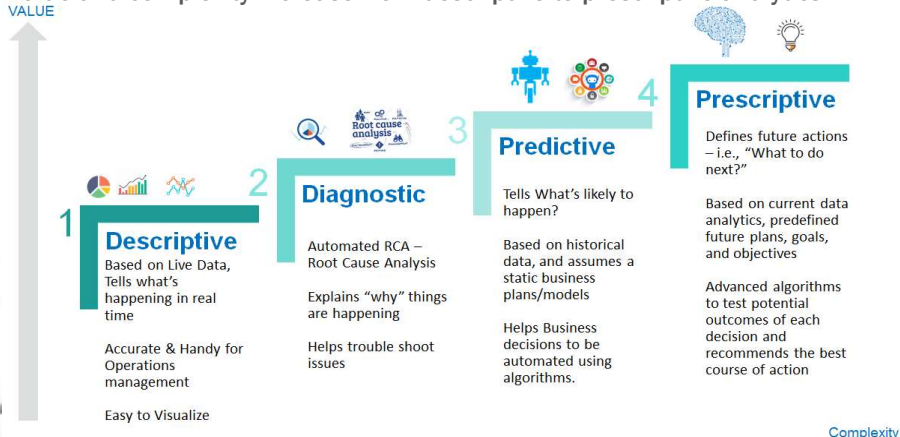 VALUE
1
Descriptive
Based on Live Data,
Tells what's
happening in real
time
Accurate & Handy for
Operations
management
Easy to Visualize
2
Root cause
analysis
Diagnostic
Automated RCA –
Root Cause Analysis
Explains “why” things
are happening
Helps trouble shoot
issues
3
Predictive
Tells What’s likely to
happen?
Based on historical
data, and assumes a
static business
plans/models
Helps Business
decisions to be
automated using
algorithms.
4
Prescriptive
Defines future actions
– i.e., “What to do
next?”
Based on current data
analytics, predefined
future plans, goals,
and objectives
Advanced algorithms
to test potential
outcomes of each
decision and
recommends the best
course of action
Complexity